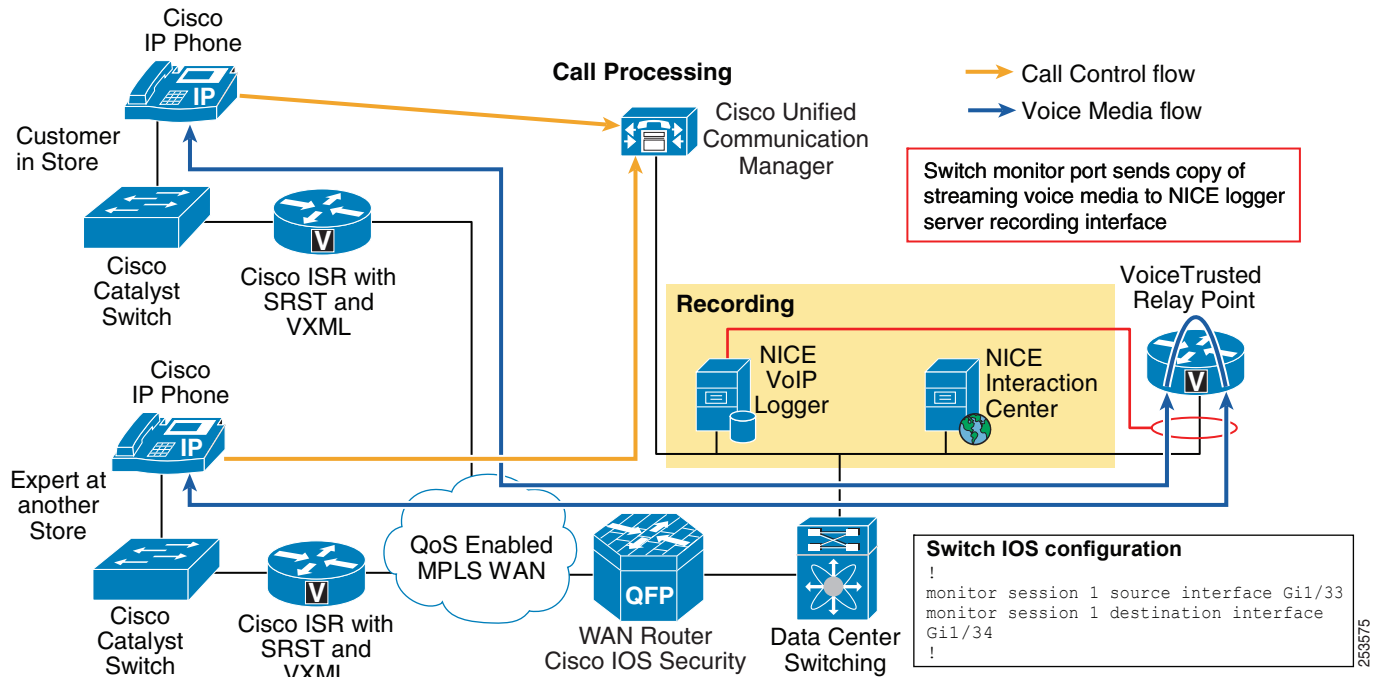 Cisco
IP Phone
IP
Customer
in Store
Cisco
Catalyst
Switch
V
Cisco ISR with
SRST and
VXML
Call Processing
Cisco Unified
Communication
Manager
Call Control flow
Voice Media flow
Switch monitor port sends copy of
streaming voice media to NICE logger
server recording interface
Recording
NICE
VoIP
Logger
NICE
Interaction
Center
VoiceTrusted
Relay Point
V
Cisco
IP Phone
IP
Expert at
another
Store
Cisco
Catalyst
Switch
V
Cisco ISR with
SRST and
VXML
QoS Enabled
MPLS WAN
QFP
WAN Router
Cisco IOS Security
Data Center
Switching
Switch IOS configuration
!
monitor session 1 source interface Gi1/33
monitor session 1 destination interface
Gi1/34
!
253575